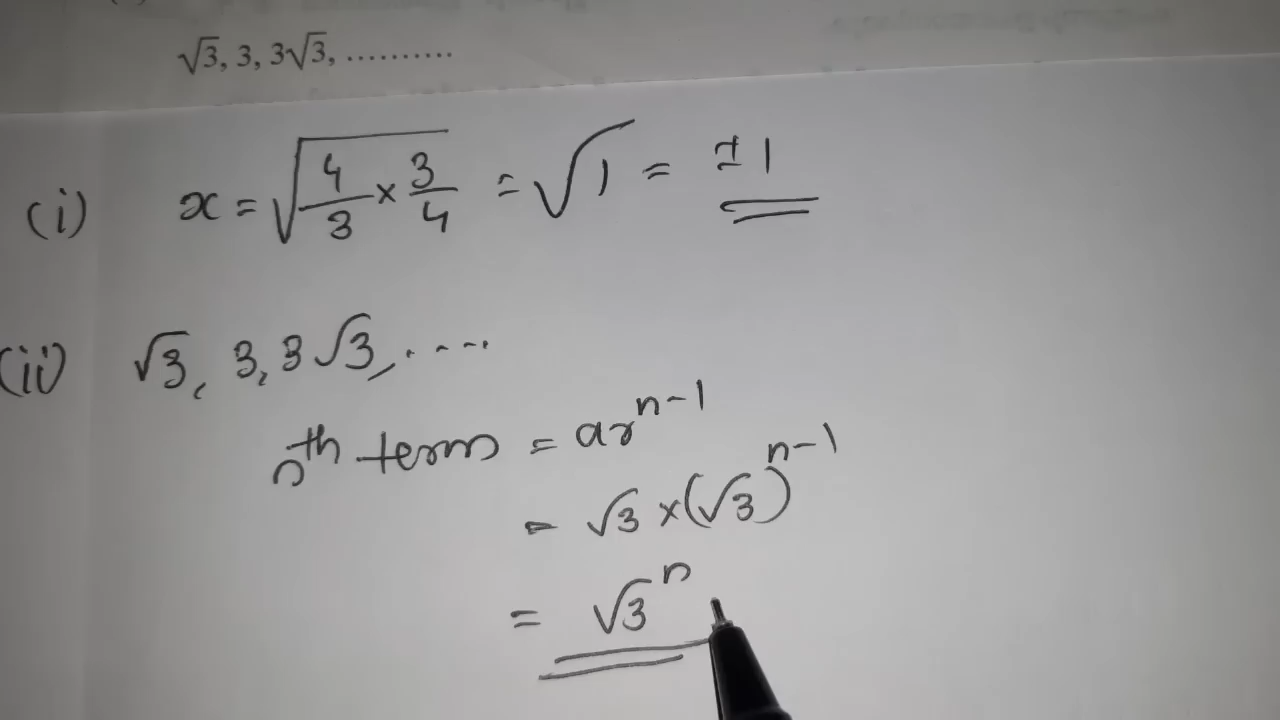 √3, 3, 3√3, ..........
(i) x = √(4/3 × 3/4) = √1 = ±1
(ii) √3, 3, 3√3, .....
nth term = ar^(n-1)
= √3 × (√3)^(n-1)
= √3^n